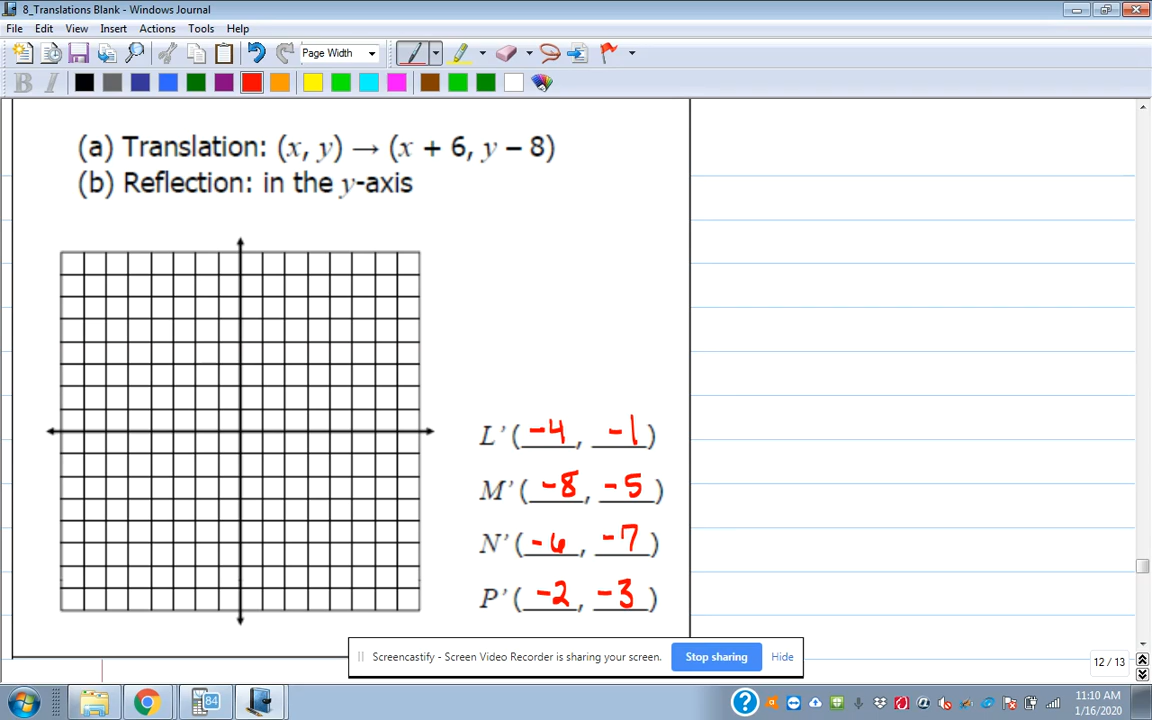 8_Translations Blank - Windows Journal
File Edit View Insert Actions Tools Help
Page Width
B I
(a) Translation: (x, y) → (x + 6, y – 8)
(b) Reflection: in the y-axis
L’(-4, -1)
M’(-8, -5)
N’(-6, -7)
P’(-2, -3)
Screencastify - Screen Video Recorder is sharing your screen. Stop sharing Hide
12 / 13
84
11:10 AM
1/16/2020